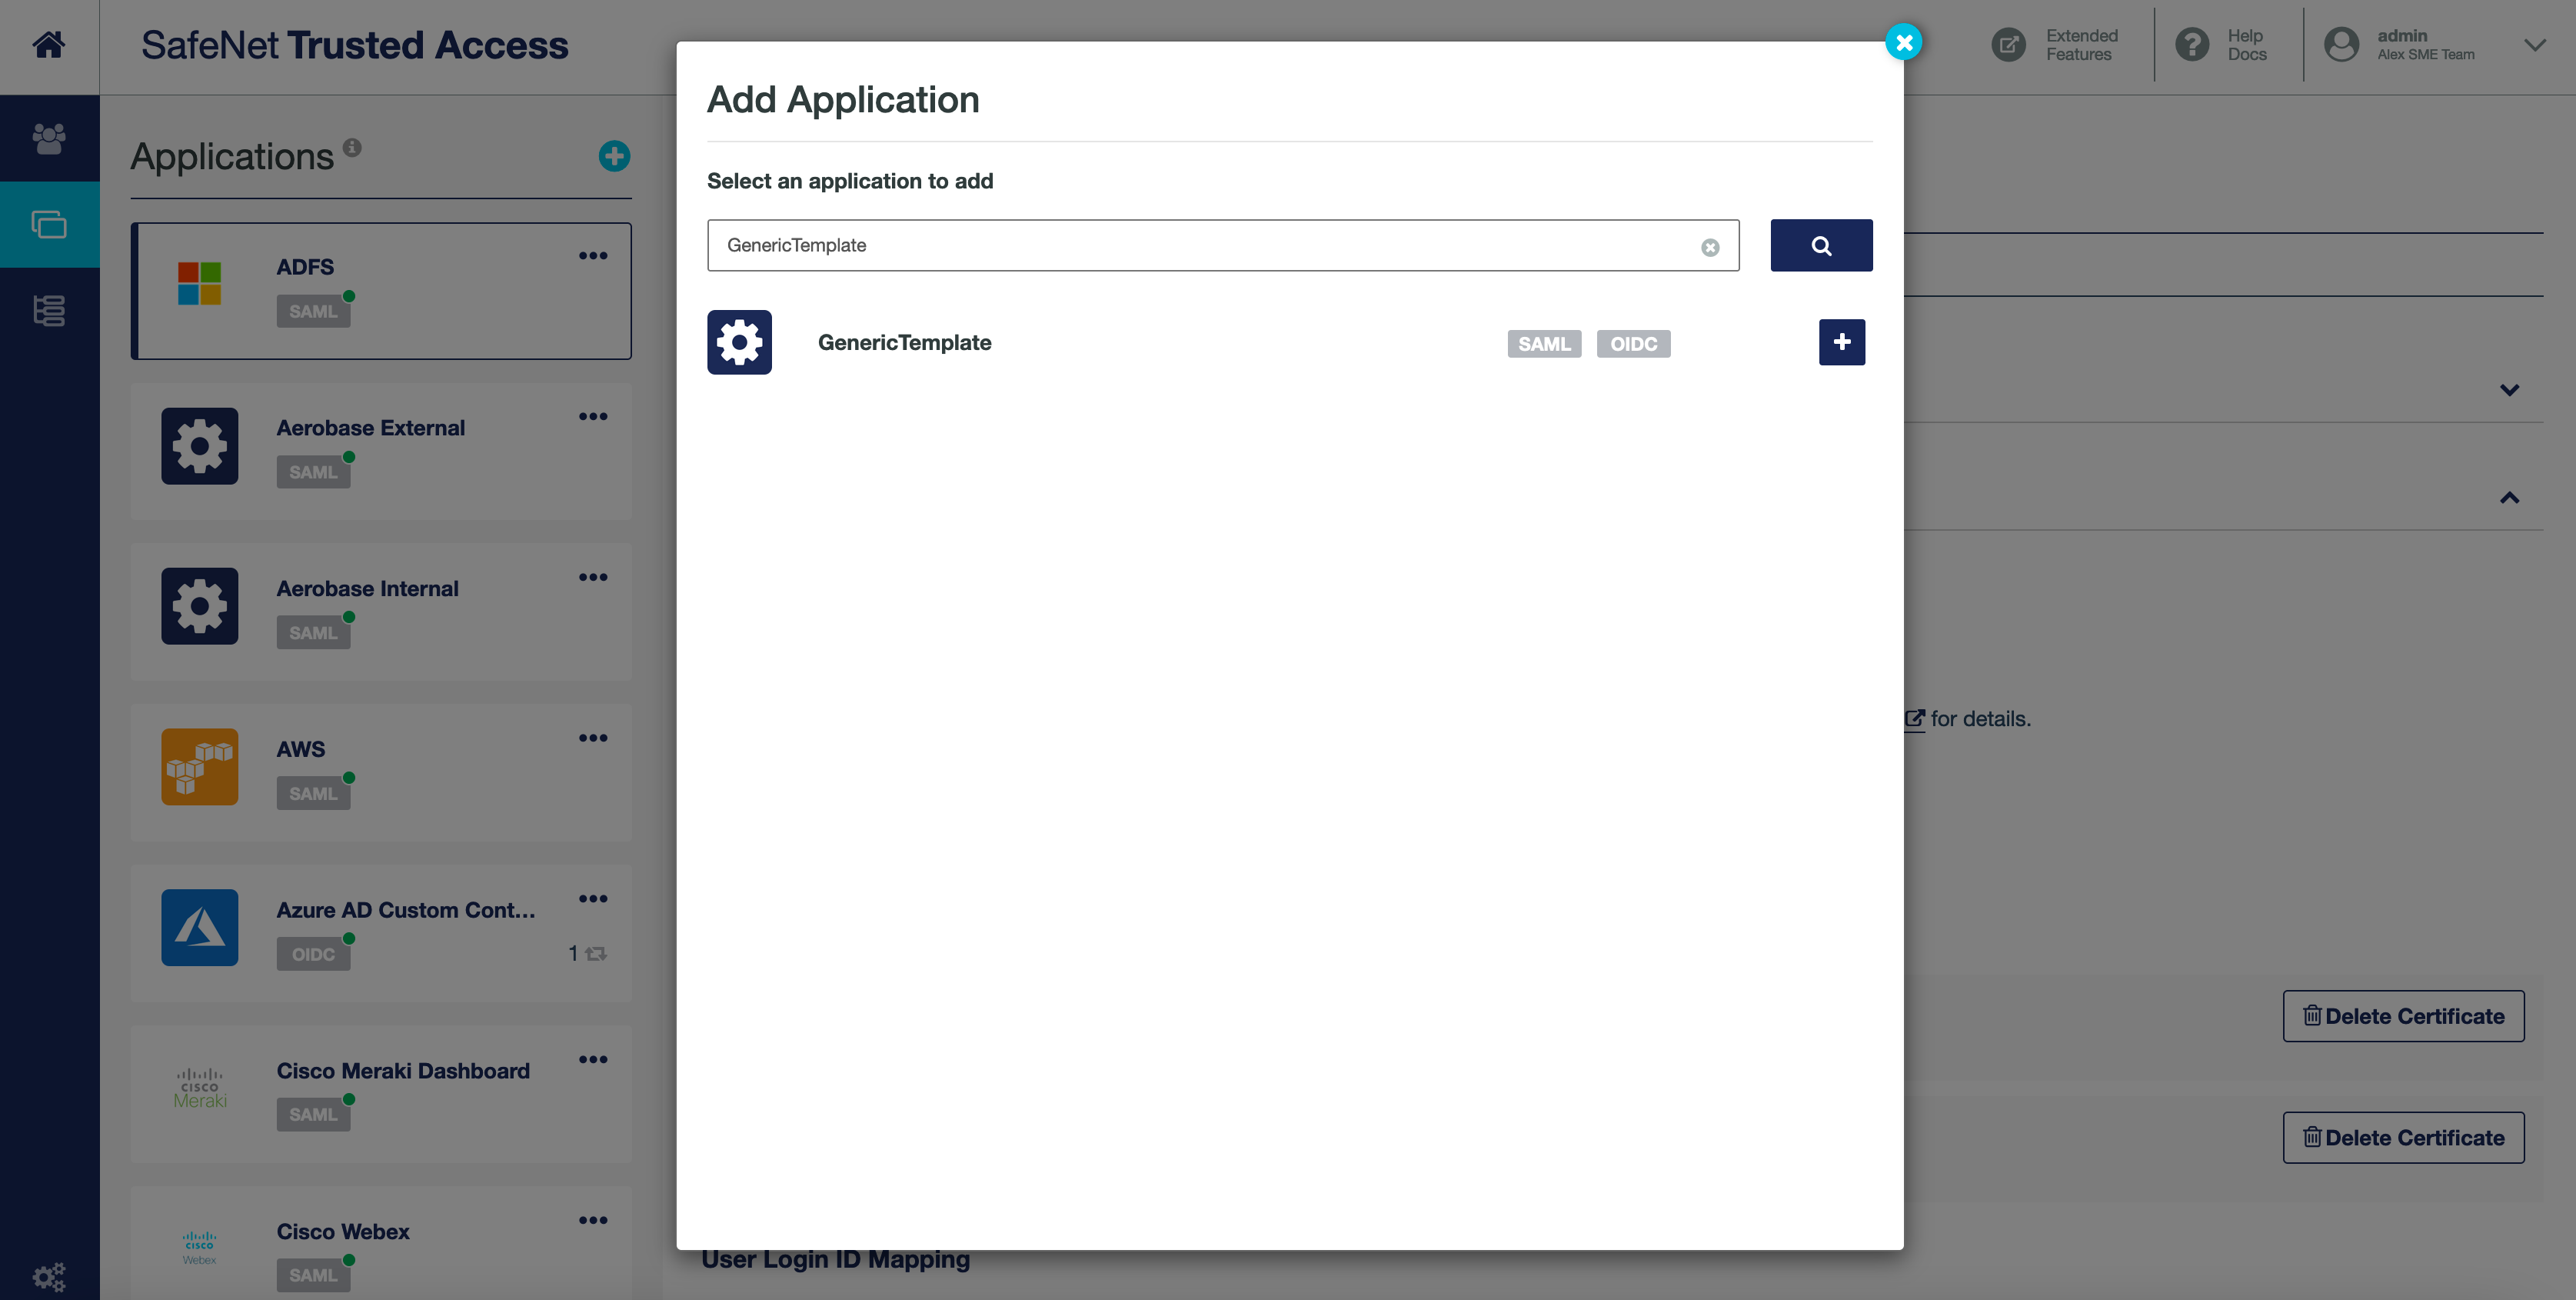 SafeNet Trusted Access
Extended
Features
Help
Docs
admin
Alex SME Team
Applications
ADFS
SAML
Aerobase External
SAML
Aerobase Internal
SAML
AWS
SAML
Azure AD Custom Cont...
OIDC
1
CISCO
Meraki
Cisco Meraki Dashboard
SAML
CISCO
Webex
Cisco Webex
SAML
Add Application
Select an application to add
GenericTemplate
GenericTemplate
SAML
OIDC
for details.
Delete Certificate
Delete Certificate
User Login ID Mapping